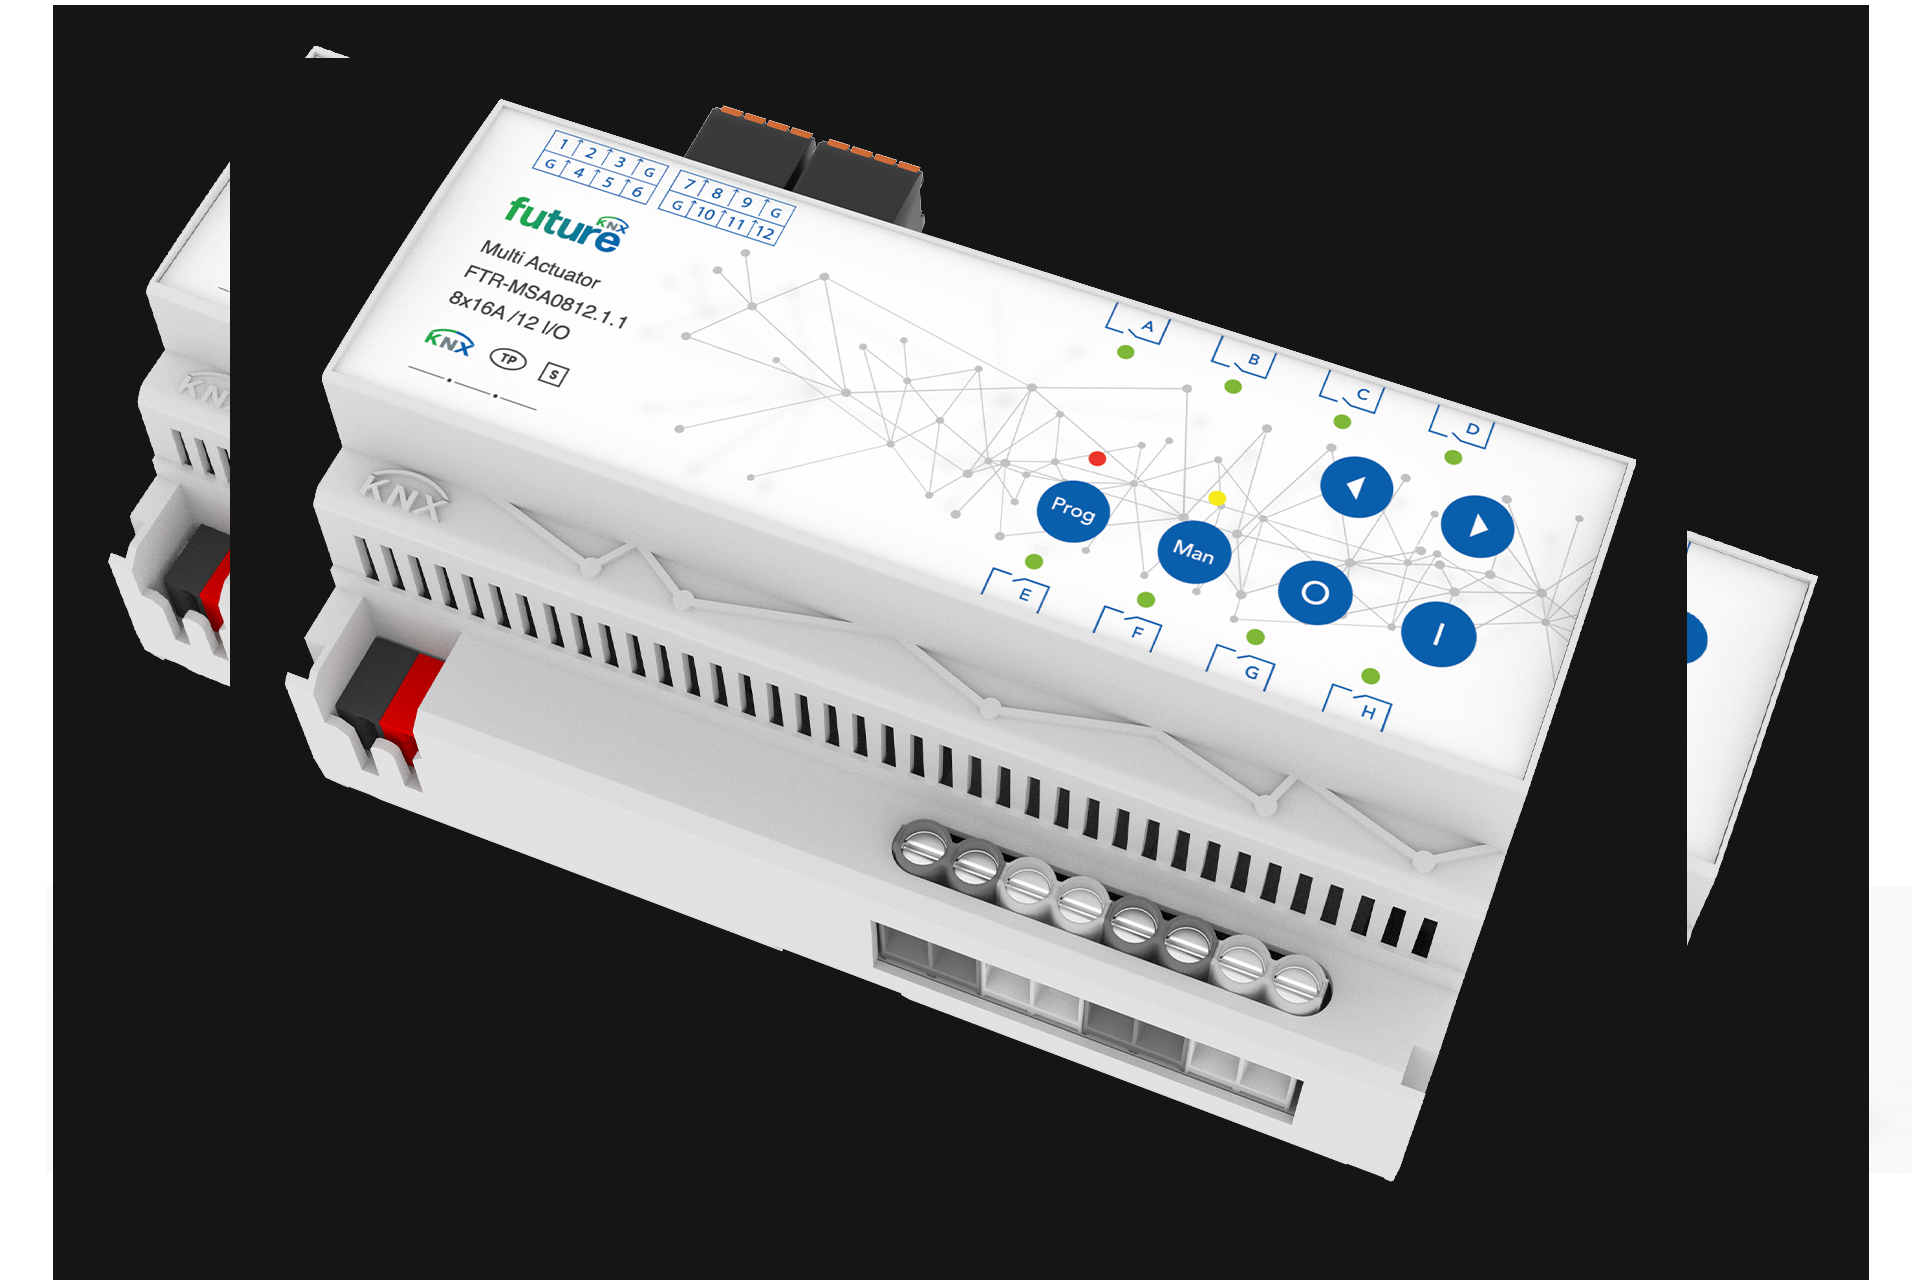 1 2 3 G
G 4 5 6
7 8 9 G
G 10 11 12
future
KNX
Multi Actuator
FTR-MSA0812.1.1
8x16A /12 I/O
KNX
TP
S
A
B
C
D
Prog
Man
O
I
E
F
G
H
KNX
KN